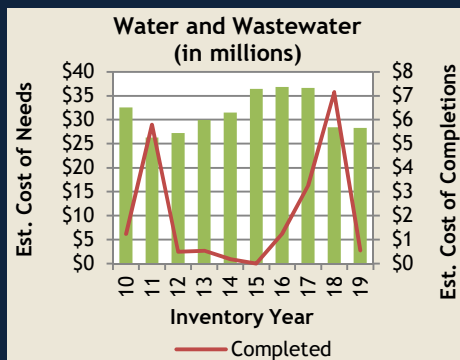 Water and Wastewater
(in millions)
Est. Cost of Needs
$40
$35
$30
$25
$20
$15
$10
$5
$0
$8
$7
$6
$5
$4
$3
$2
$1
$0
Est. Cost of Completions
10 11 12 13 14 15 16 17 18 19
Inventory Year
Completed